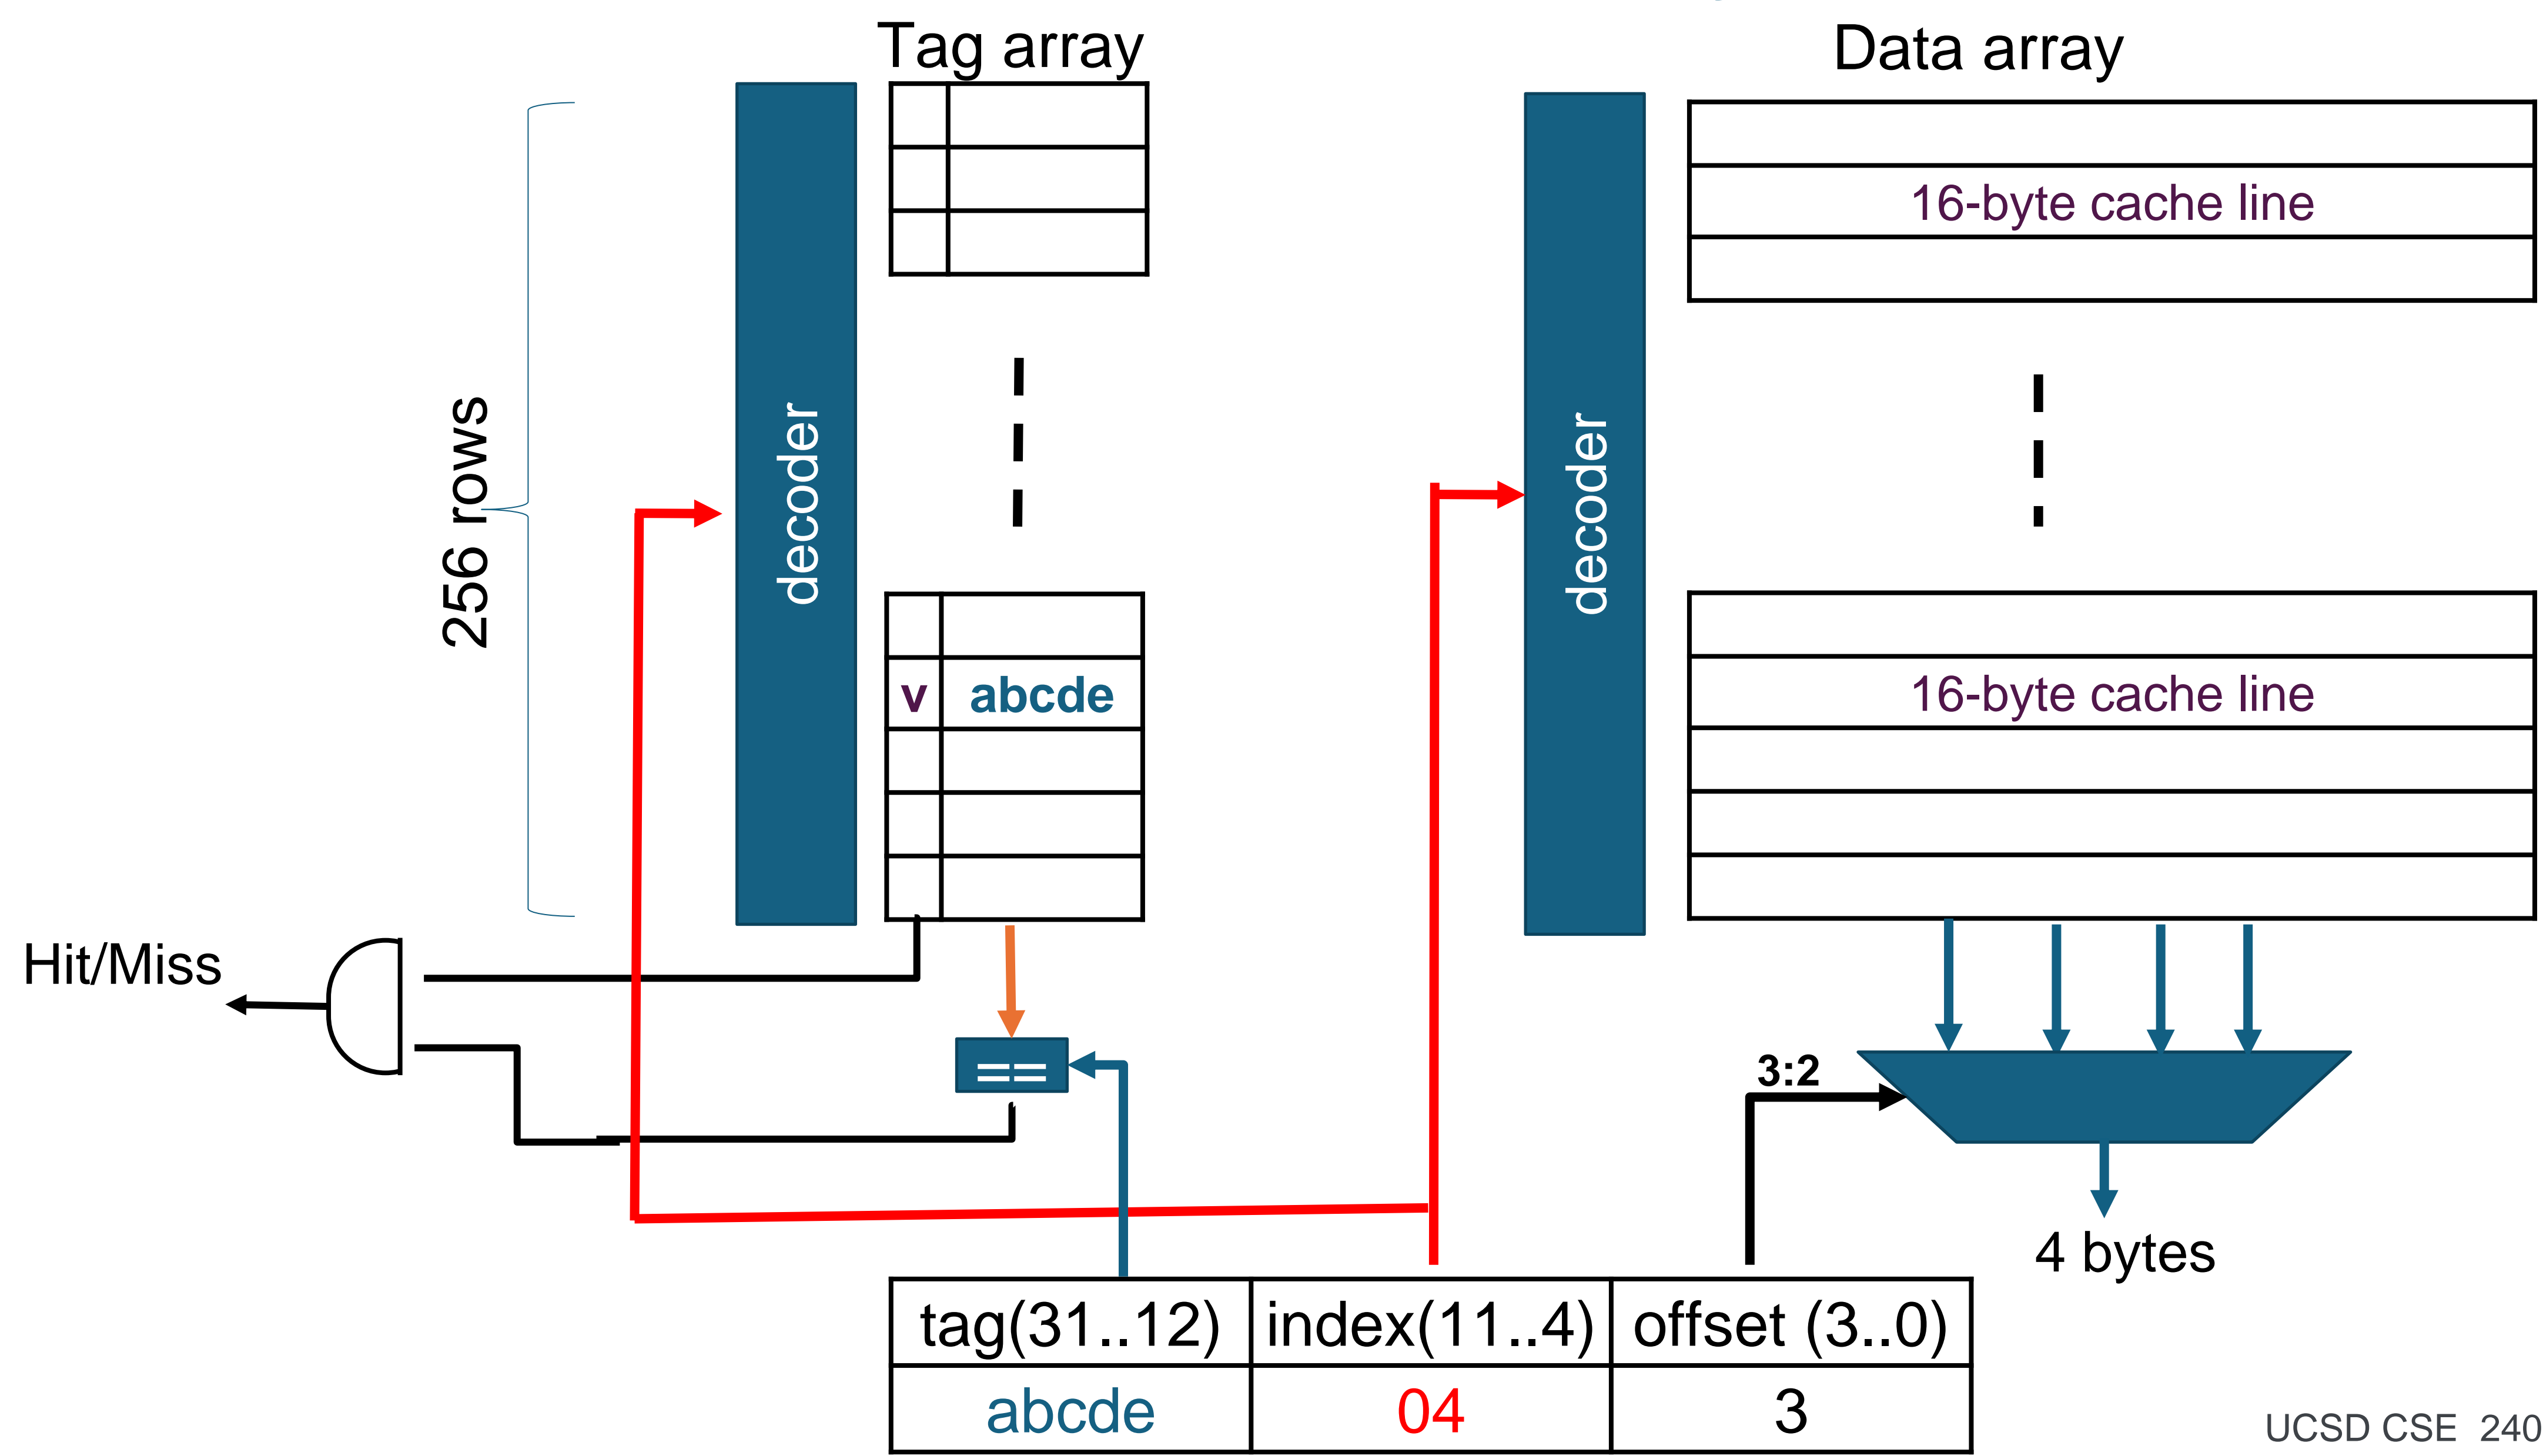 Tag array
Data array
16-byte cache line
256 rows
decoder
decoder
v abcde
16-byte cache line
Hit/Miss
==
3:2
4 bytes
tag(31..12) index(11..4) offset (3..0)
abcde 04 3
UCSD CSE 240